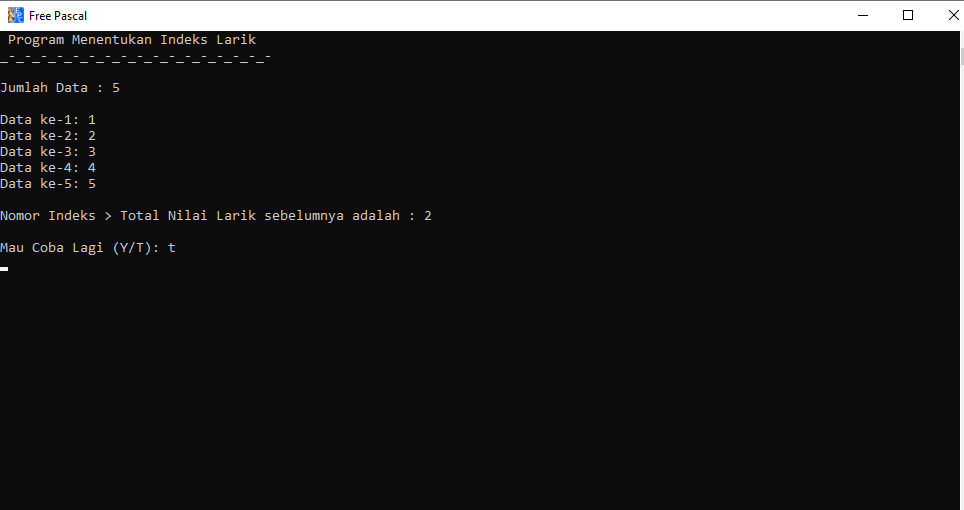 Free Pascal
Program Menentukan Indeks Larik
_-_-_-_-_-_-_-_-_-_-_-_-_-_-_-_-_-
Jumlah Data : 5
Data ke-1: 1
Data ke-2: 2
Data ke-3: 3
Data ke-4: 4
Data ke-5: 5
Nomor Indeks > Total Nilai Larik sebelumnya adalah : 2
Mau Coba Lagi (Y/T): t